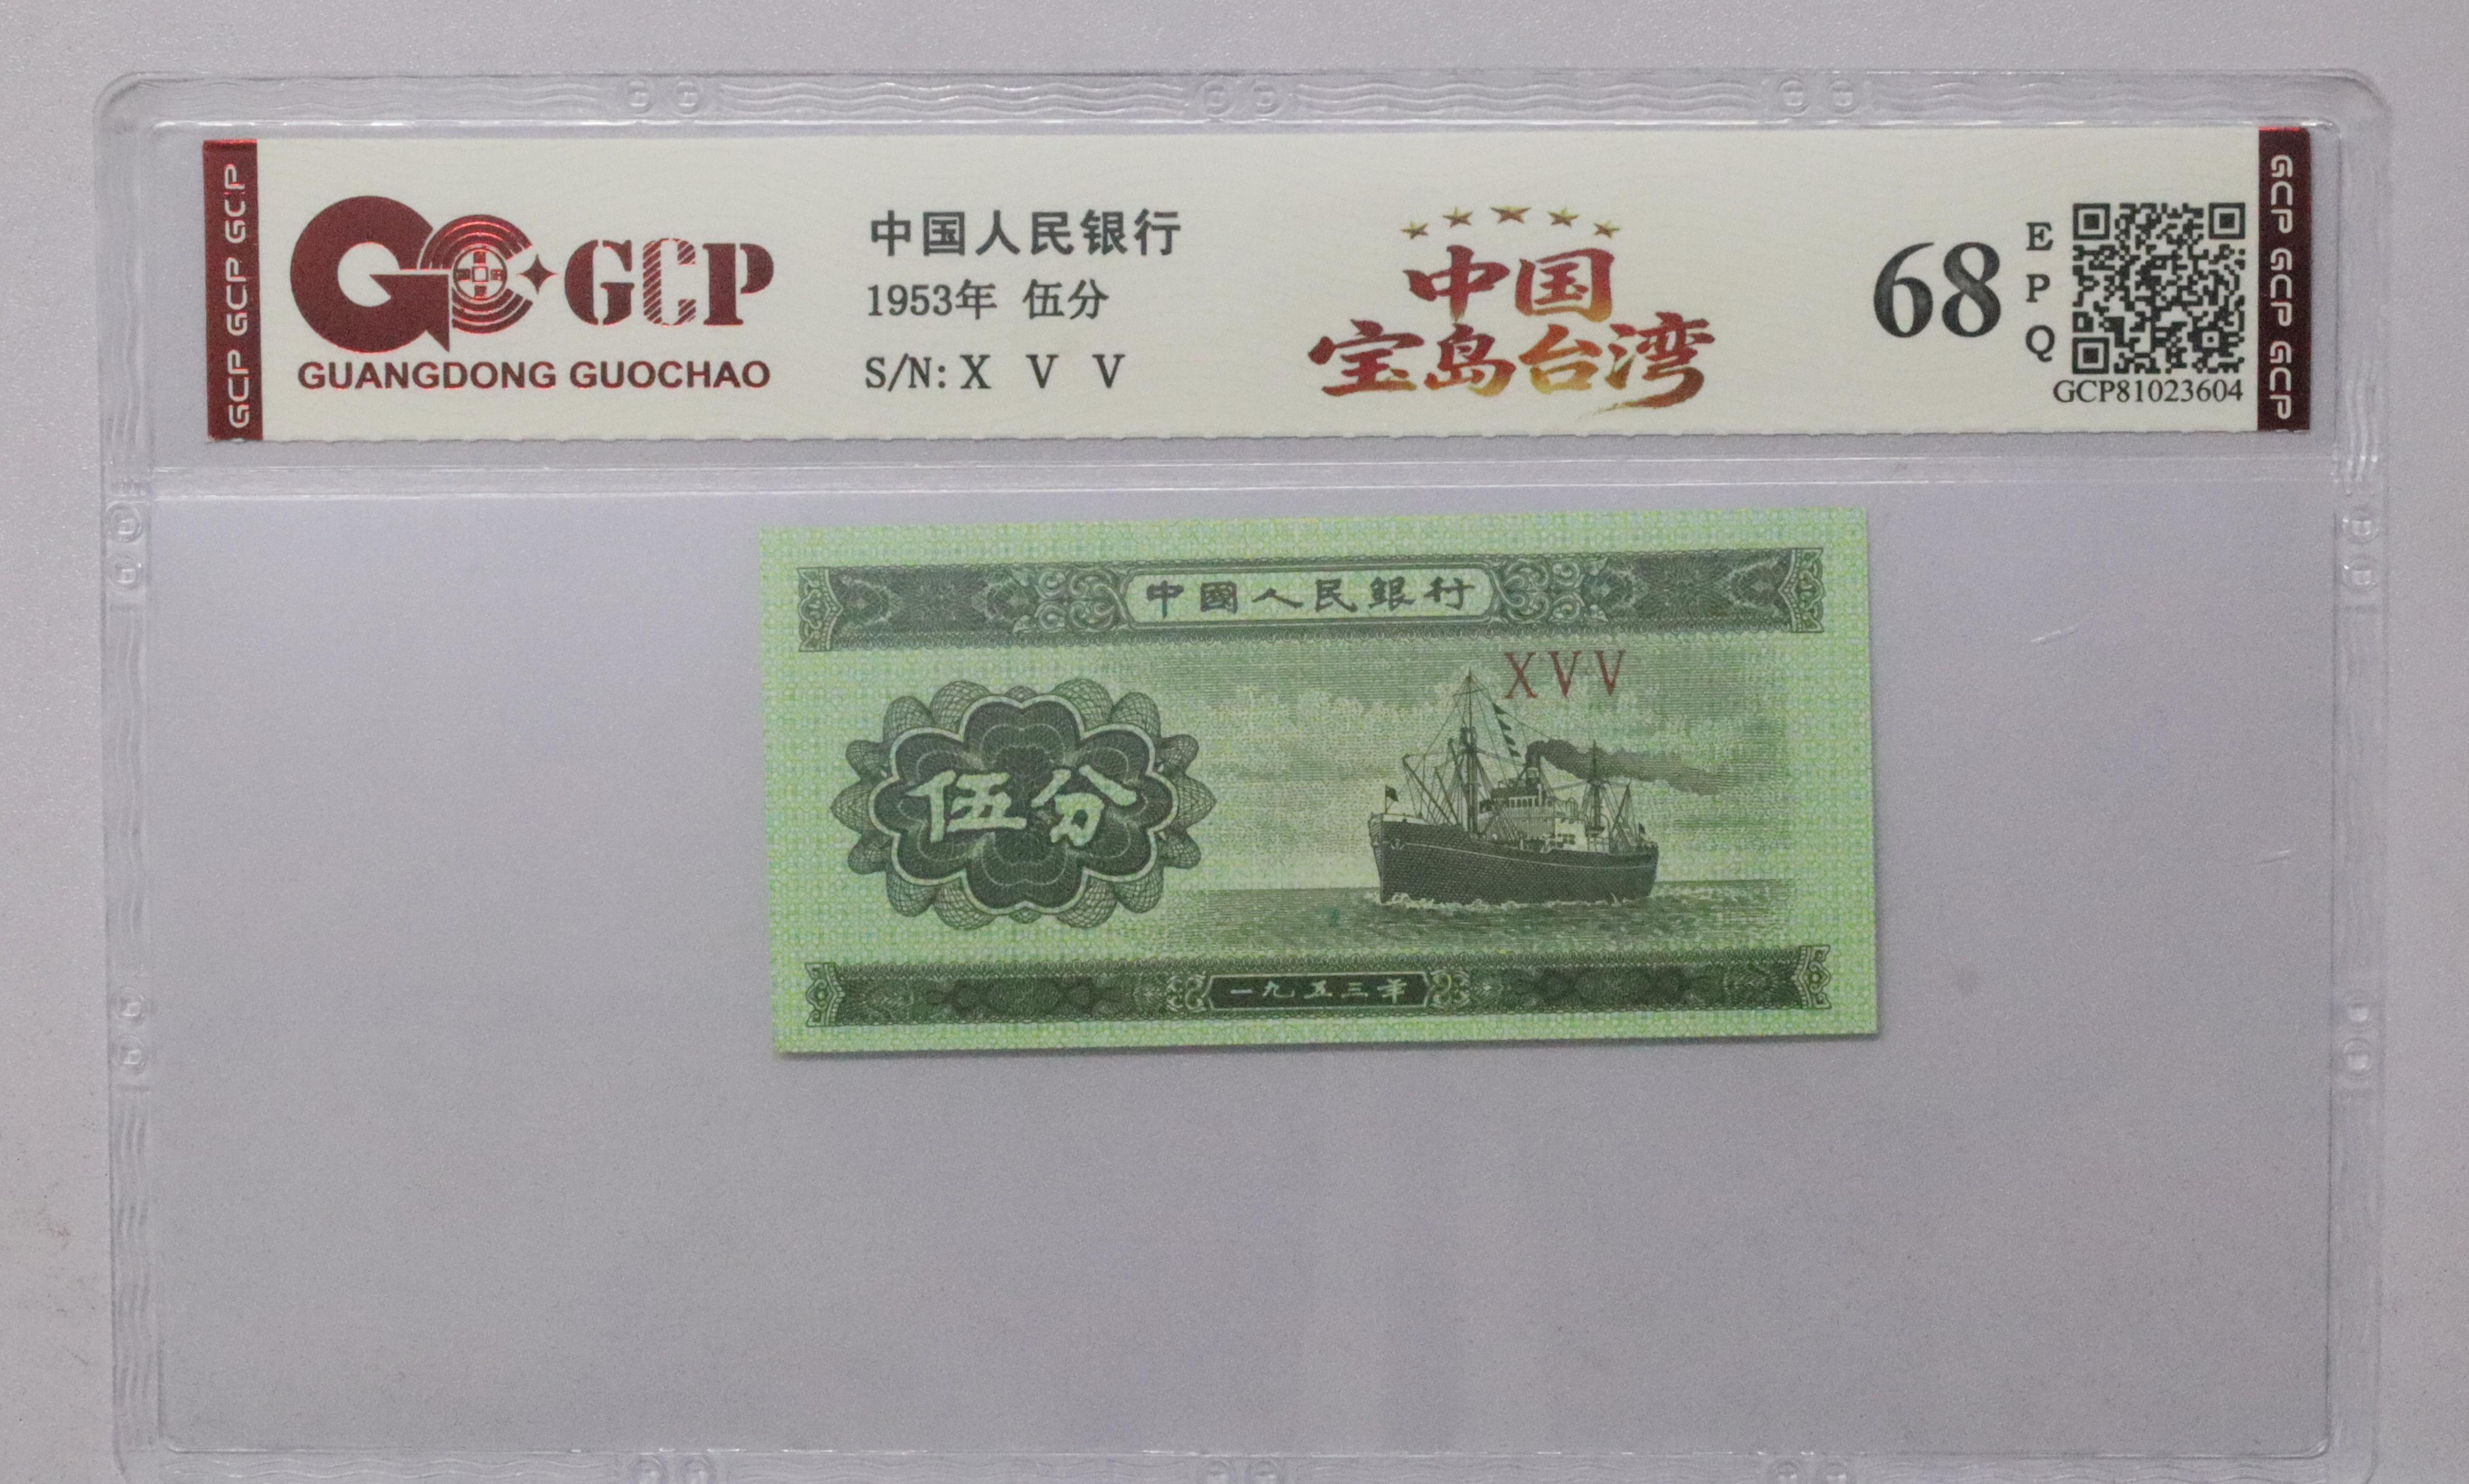 GCP GCP GCP
GCP
GUANGDONG GUOCHAO
中国人民银行
1953年 伍分
S/N: X V V
中国
宝岛台湾
68
E
P
Q
GCP81023604
GCP GCP GCP
中國人民銀行
X V V
伍分
一九五三年